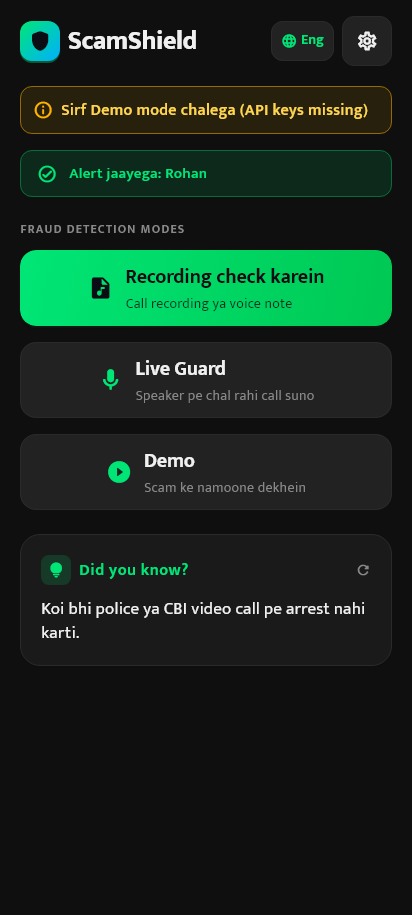 ScamShield
Eng
Sirf Demo mode chalega (API keys missing)
Alert jaayega: Rohan
FRAUD DETECTION MODES
Recording check karein
Call recording ya voice note
Live Guard
Speaker pe chal rahi call suno
Demo
Scam ke namoone dekhein
Did you know?
Koi bhi police ya CBI video call pe arrest nahi
karti.